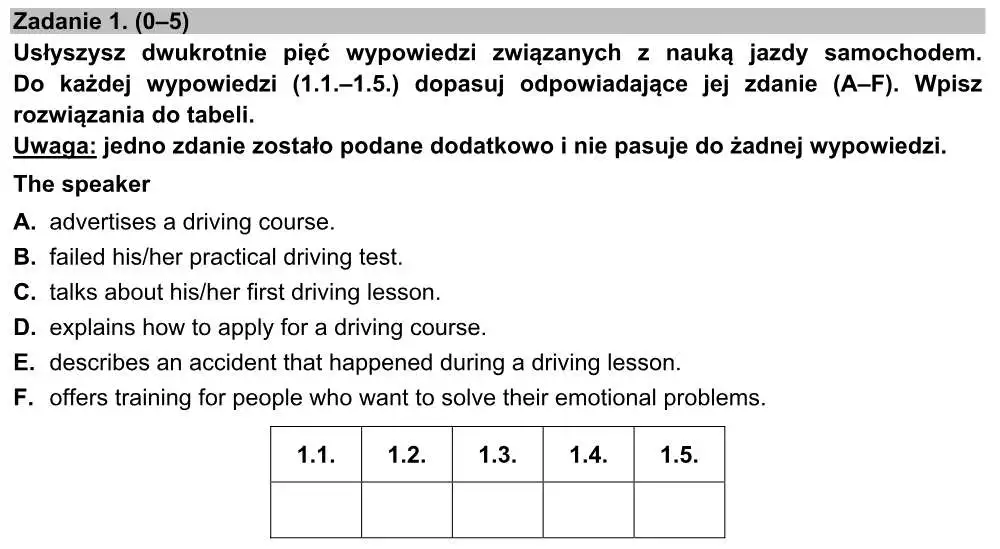 Zadanie 1. (0–5)
Usłyszysz dwukrotnie pięć wypowiedzi związanych z nauką jazdy samochodem.
Do każdej wypowiedzi (1.1.–1.5.) dopasuj odpowiadające jej zdanie (A–F). Wpisz
rozwiązania do tabeli.
Uwaga: jedno zdanie zostało podane dodatkowo i nie pasuje do żadnej wypowiedzi.
The speaker
A. advertises a driving course.
B. failed his/her practical driving test.
C. talks about his/her first driving lesson.
D. explains how to apply for a driving course.
E. describes an accident that happened during a driving lesson.
F. offers training for people who want to solve their emotional problems.
1.1. 1.2. 1.3. 1.4. 1.5.